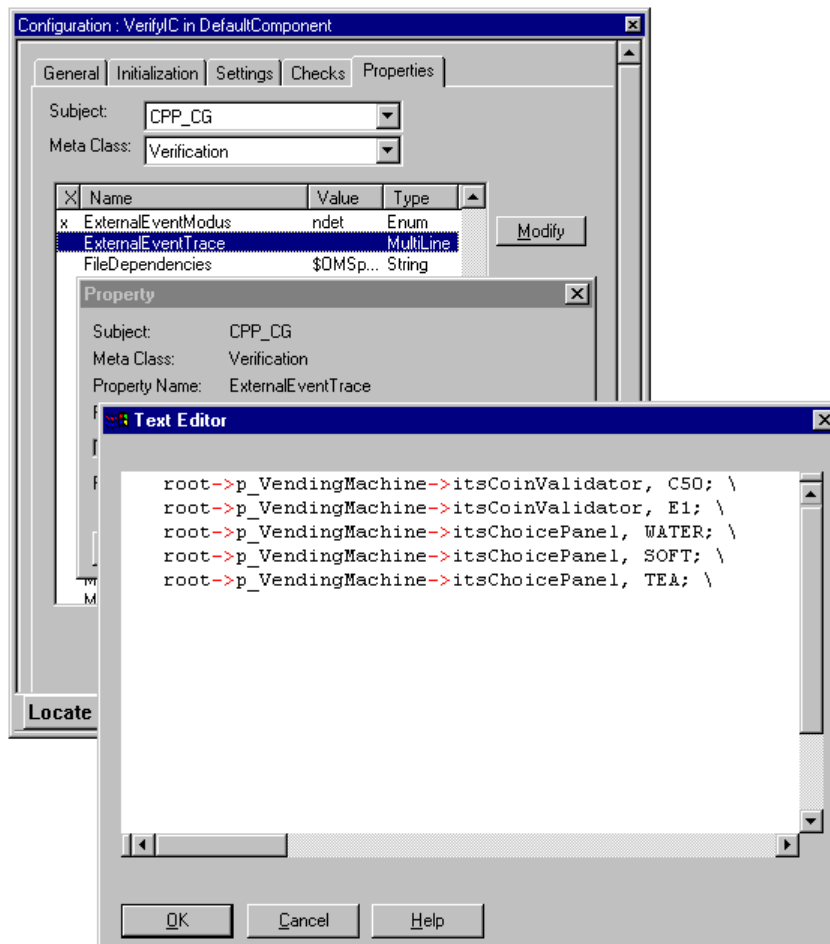 Configuration : VerifyIC in DefaultComponent
General Initialization Settings Checks Properties
Subject: CPP_CG
Meta Class: Verification
X Name Value Type
x ExternalEventModus ndet Enum
ExternalEventTrace MultiLine
FileDependencies $OMSp... String
Modify
Property
Subject: CPP_CG
Meta Class: Verification
Property Name: ExternalEventTrace
Text Editor
root->p_VendingMachine->itsCoinValidator, C50; \
root->p_VendingMachine->itsCoinValidator, E1; \
root->p_VendingMachine->itsChoicePanel, WATER; \
root->p_VendingMachine->itsChoicePanel, SOFT; \
root->p_VendingMachine->itsChoicePanel, TEA; \
Locate
OK Cancel Help